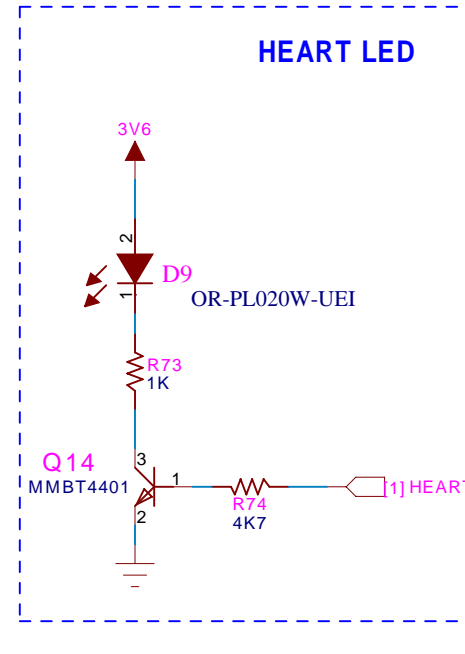 HEART LED
3V6
2
D9
1
OR-PL020W-UEI
R73
1K
Q14
3
MMBT4401
1
2
R74
4K7
[1] HEART